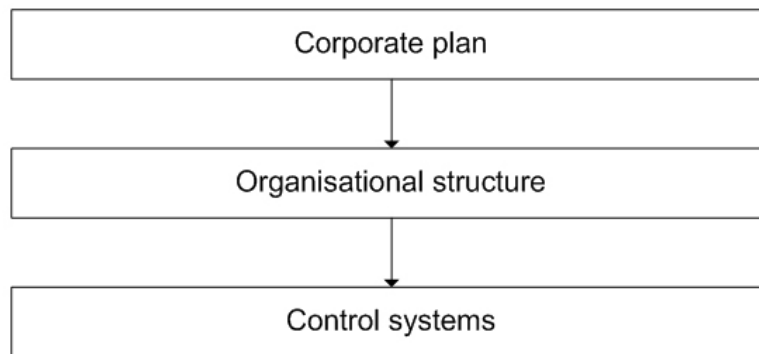 Corporate plan
Organisational structure
Control systems